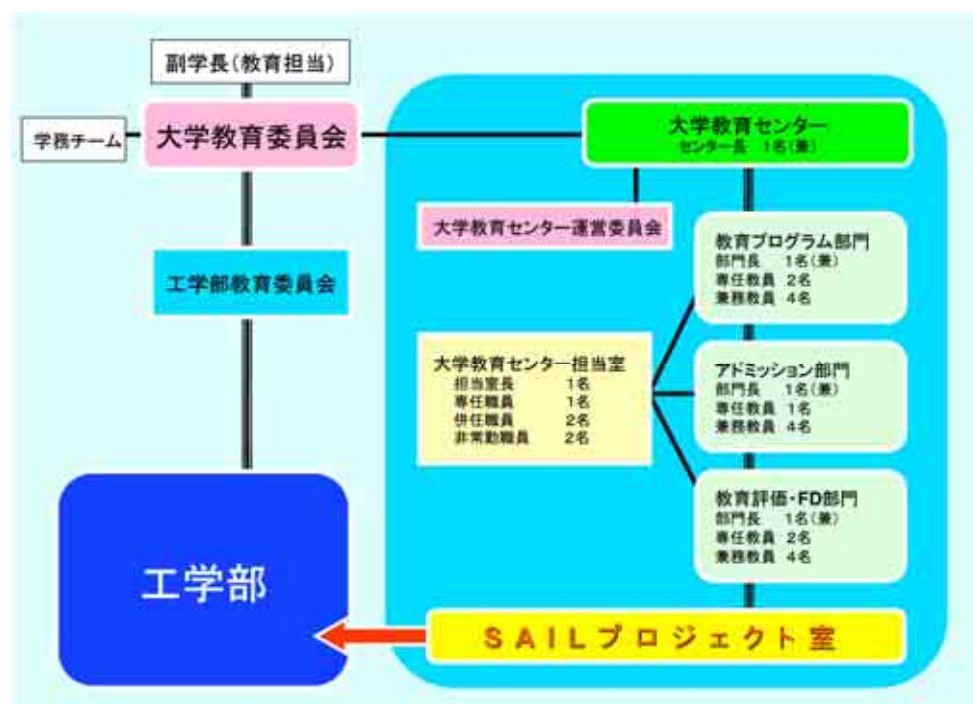 副学長（教育担当）
学務チーム
大学教育委員会
大学教育センター
センター長　1名（兼）
大学教育センター運営委員会
工学部教育委員会
教育プログラム部門
部門長　1名（兼）
専任教員　2名
兼務教員　4名
大学教育センター担当室
担当室長　1名
専任職員　1名
併任職員　2名
非常勤職員　2名
アドミッション部門
部門長　1名（兼）
専任教員　1名
兼務教員　4名
教育評価・FD部門
部門長　1名（兼）
専任教員　2名
兼務教員　4名
工学部
SAILプロジェクト室